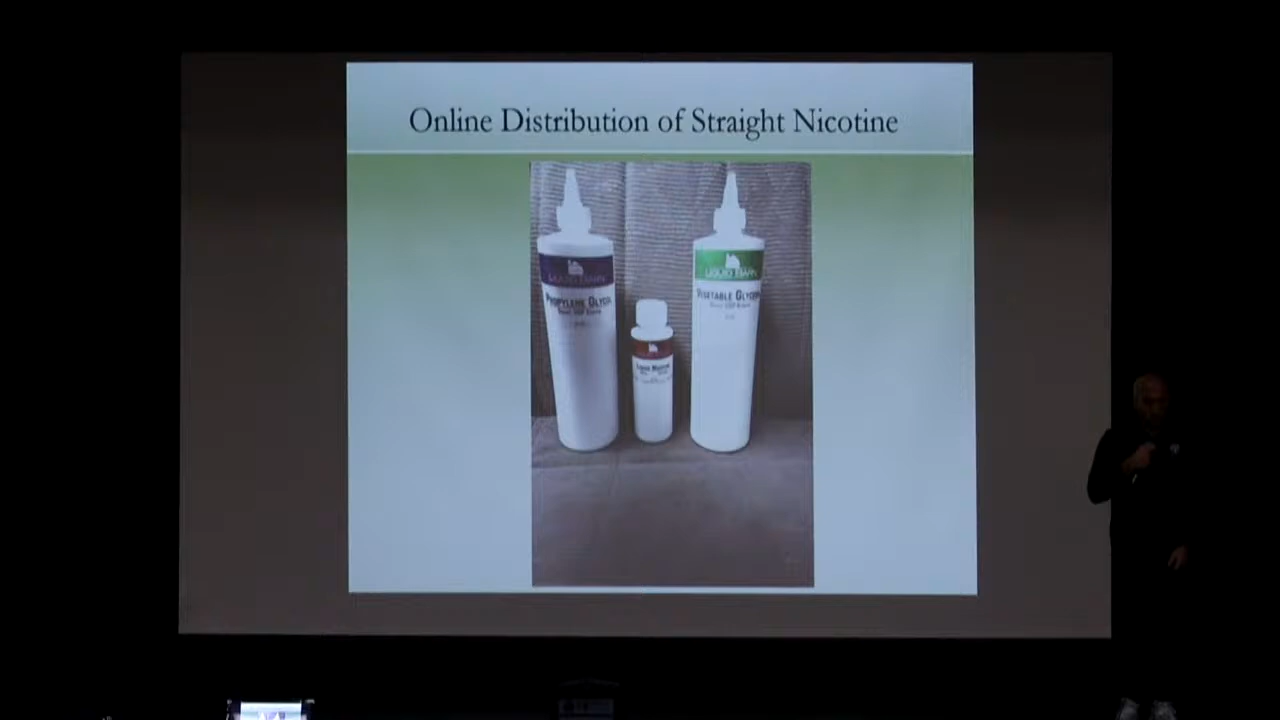 Online Distribution of Straight Nicotine
LIQUID BARN
PROPYLENE GLYCOL
LIQUID BARN
VEGETABLE GLYCERIN